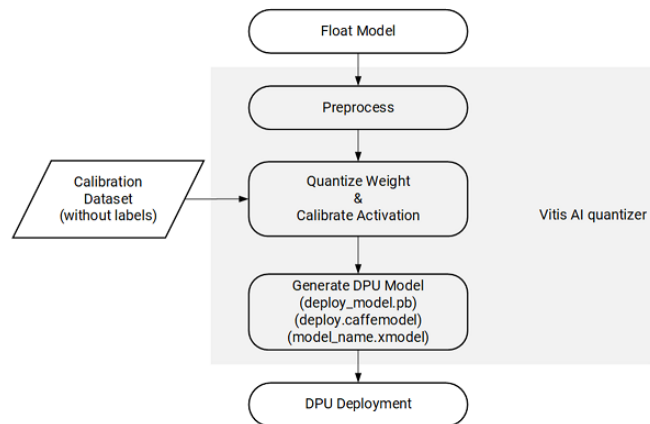 Float Model
Preprocess
Calibration
Dataset
(without labels)
Quantize Weight
&
Calibrate Activation
Vitis AI quantizer
Generate DPU Model
(deploy_model.pb)
(deploy.caffemodel)
(model_name.xmodel)
DPU Deployment